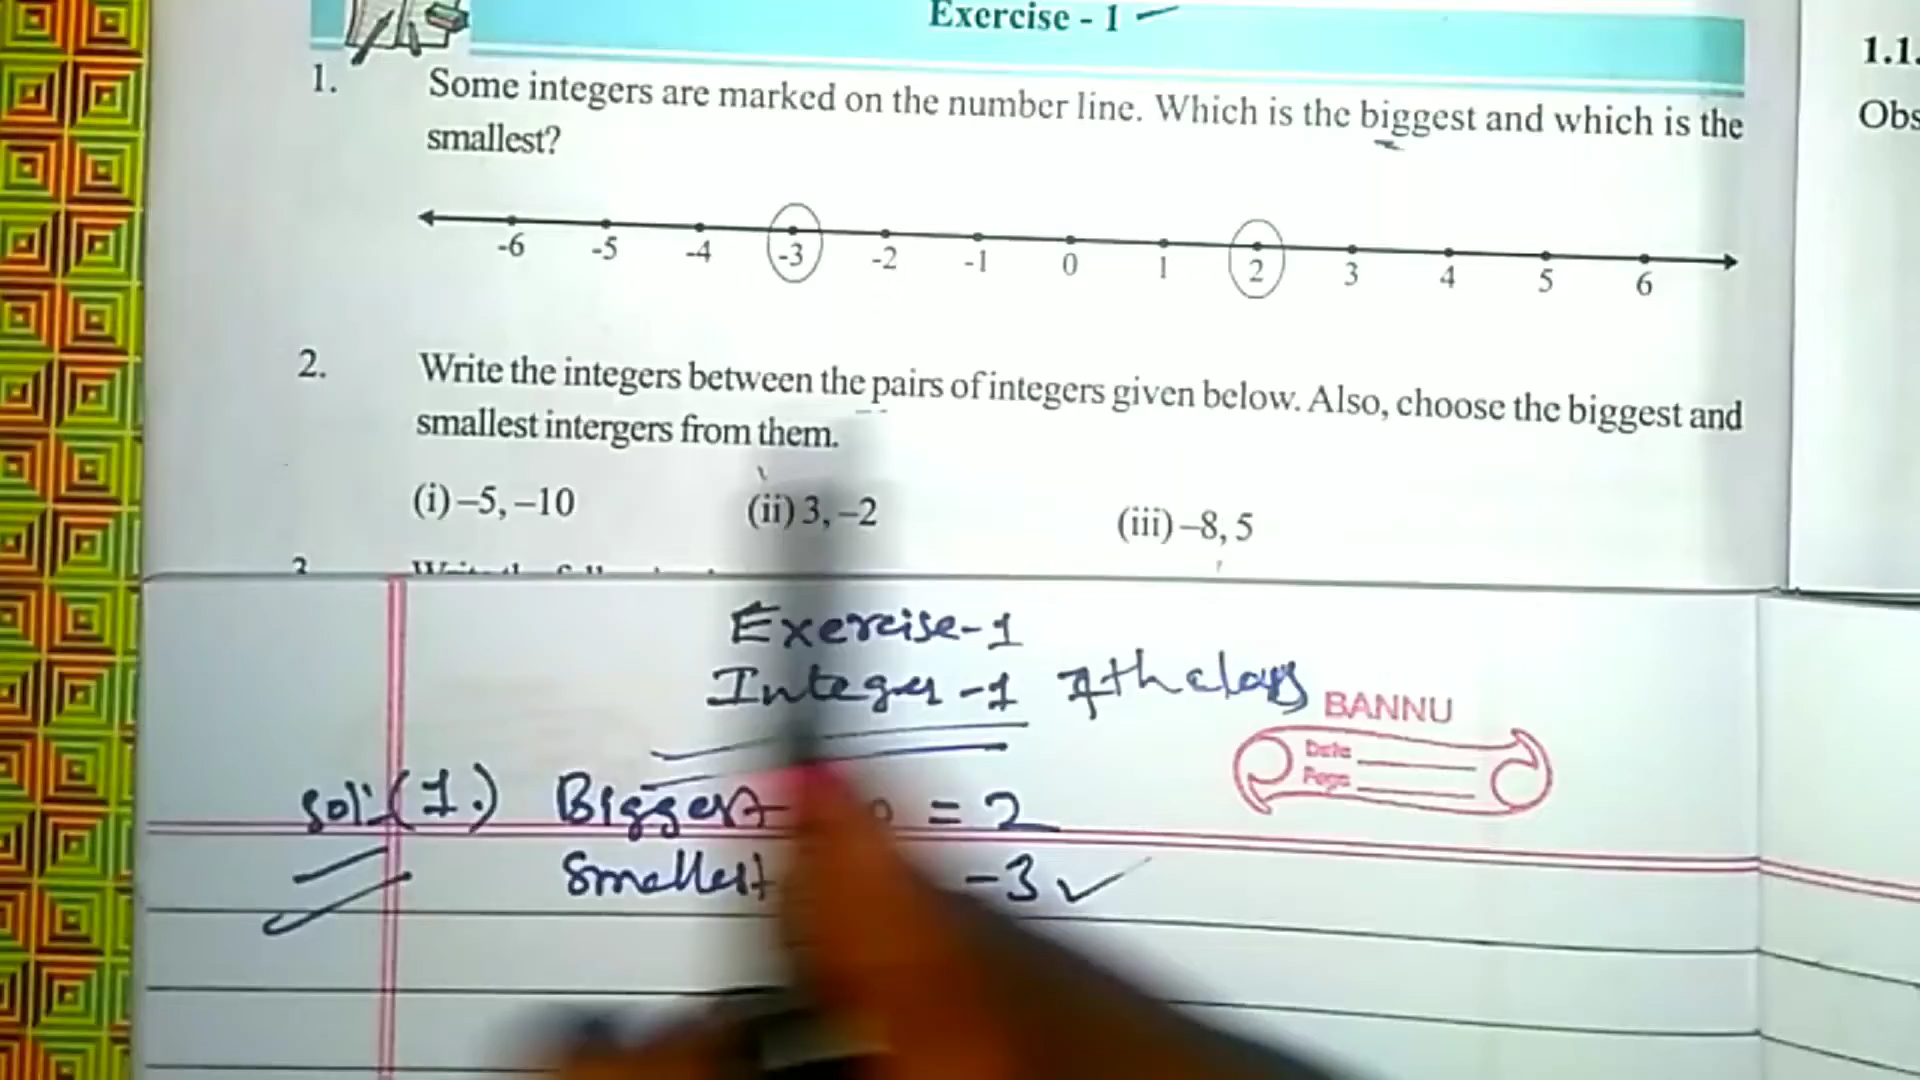 Exercise - 1
1. Some integers are marked on the number line. Which is the biggest and which is the
smallest?
-6 -5 -4 -3 -2 -1 0 1 2 3 4 5 6
2. Write the integers between the pairs of integers given below. Also, choose the biggest and
smallest intergers from them.
(i) –5, –10 (ii) 3, –2 (iii) –8, 5
1.1.
Obs
Exercise-1
Integer-1 7th class
BANNU
Date
Page
Sol:(1.) Biggest = 2
Smallest -3